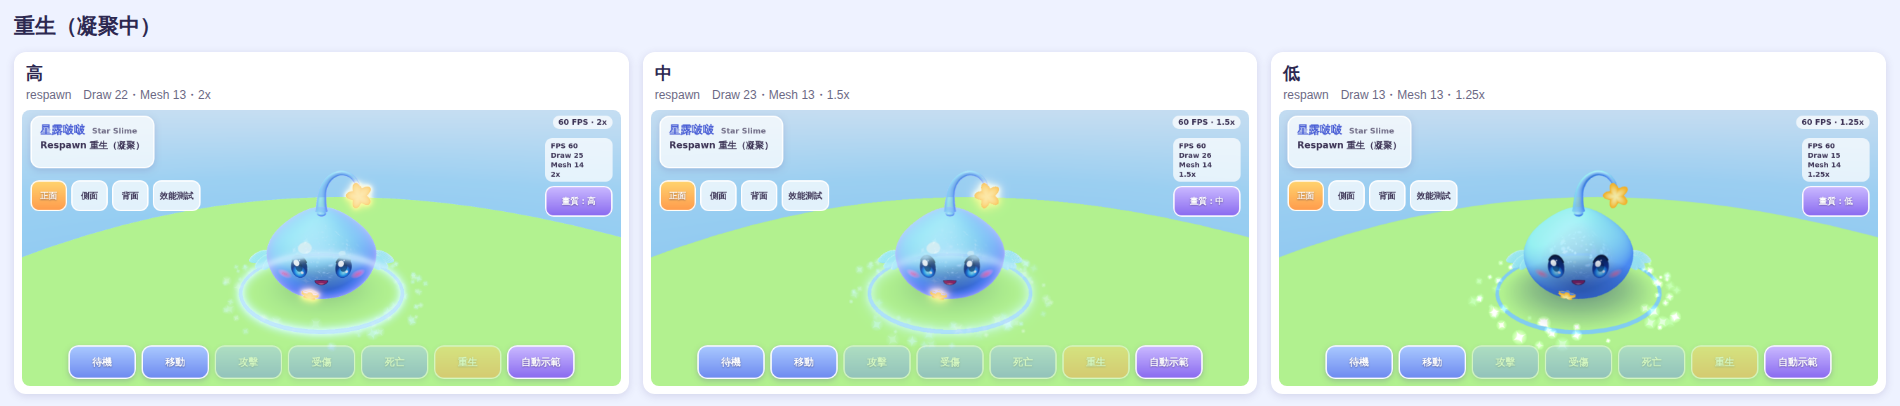 重生（凝聚中）
高
respawn Draw 22・Mesh 13・2x
星露啵啵 Star Slime
Respawn 重生（凝聚）
60 FPS · 2x
FPS 60
Draw 25
Mesh 14
2x
正面 側面 背面 效能測試
畫質：高
待機 移動 攻擊 受傷 死亡 重生 自動示範
中
respawn Draw 23・Mesh 13・1.5x
星露啵啵 Star Slime
Respawn 重生（凝聚）
60 FPS · 1.5x
FPS 60
Draw 26
Mesh 14
1.5x
正面 側面 背面 效能測試
畫質：中
待機 移動 攻擊 受傷 死亡 重生 自動示範
低
respawn Draw 13・Mesh 13・1.25x
星露啵啵 Star Slime
Respawn 重生（凝聚）
60 FPS · 1.25x
FPS 60
Draw 15
Mesh 14
1.25x
正面 側面 背面 效能測試
畫質：低
待機 移動 攻擊 受傷 死亡 重生 自動示範